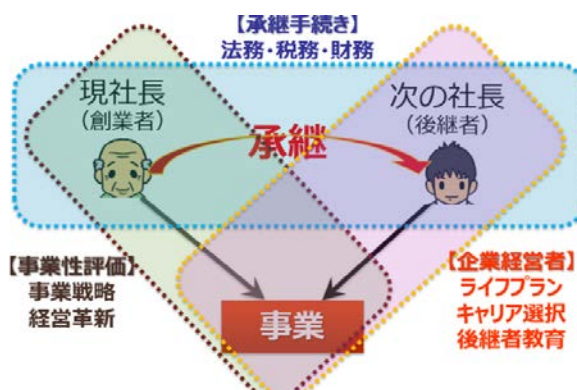 【承継手続き】
法務・税務・財務
現社長
（創業者）
次の社長
（後継者）
承継
【事業性評価】
事業戦略
経営革新
【企業経営者】
ライフプラン
キャリア選択
後継者教育
事業